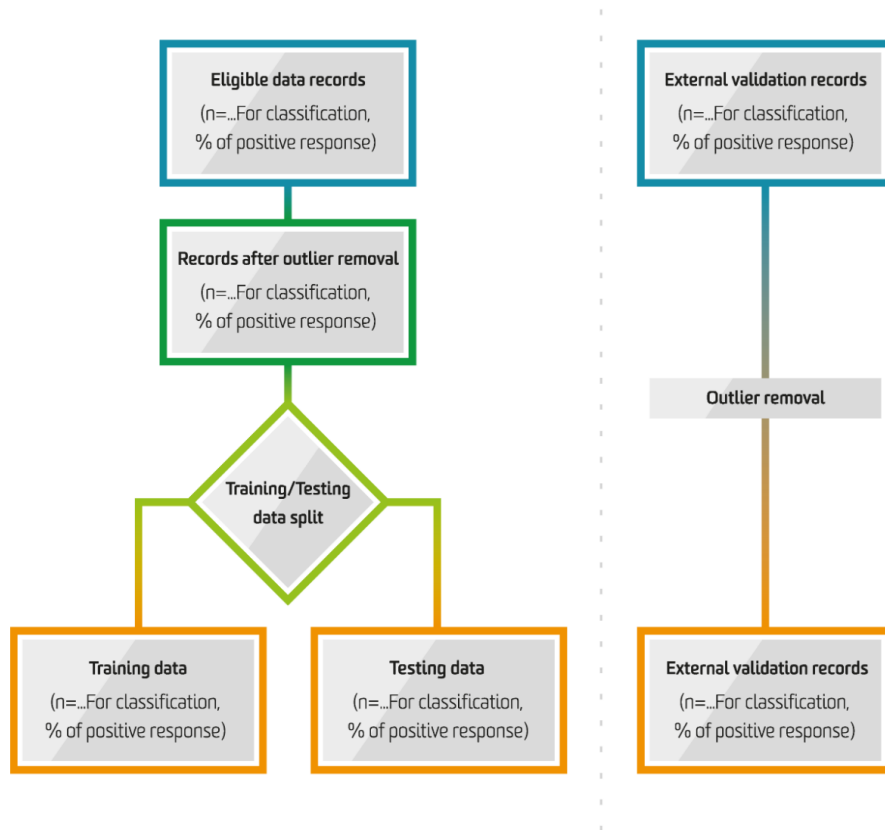 Eligible data records
(n=...For classification,
% of positive response)
Records after outlier removal
(n=...For classification,
% of positive response)
Training/Testing
data split
Training data
(n=...For classification,
% of positive response)
Testing data
(n=...For classification,
% of positive response)
External validation records
(n=...For classification,
% of positive response)
Outlier removal
External validation records
(n=...For classification,
% of positive response)